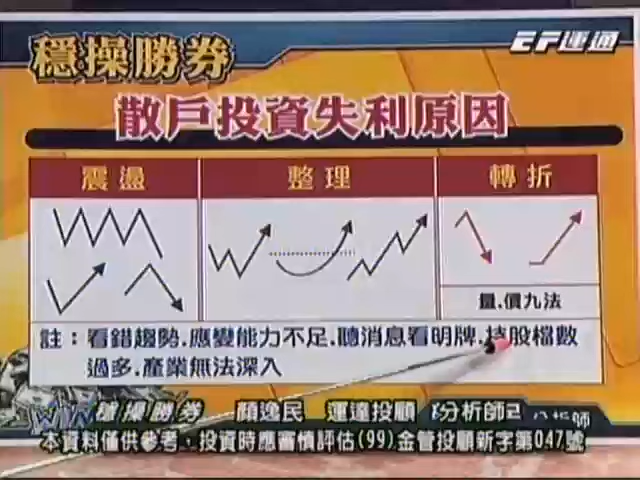 穩操勝券
EF運通
散戶投資失利原因
震盪 整理 轉折
量.價九法
註：看錯趨勢.應變能力不足.聽消息看明牌.持股檔數
過多.產業無法深入
WIN 穩操勝券 顏逸民 運達投顧 分析師
本資料僅供參考，投資時應審慎評估(99)金管投顧新字第047號